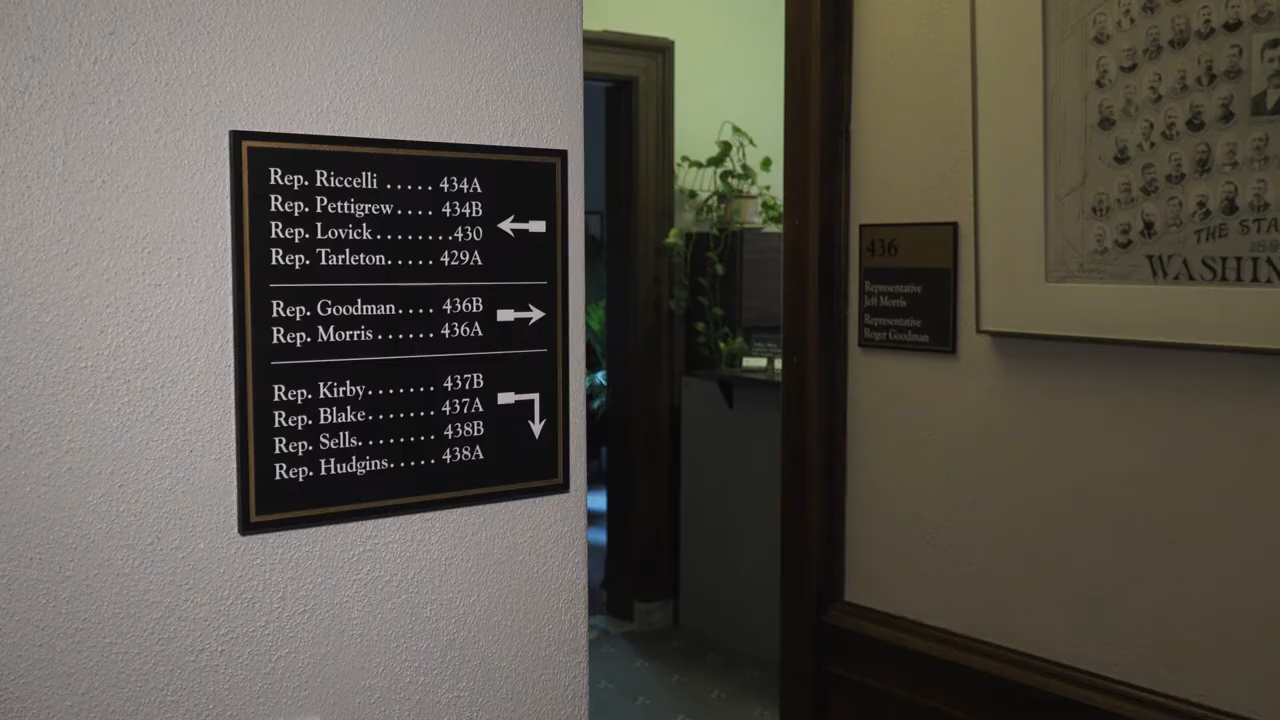 Rep. Riccelli ..... 434A
Rep. Pettigrew.... 434B
Rep. Lovick........430
Rep. Tarleton..... 429A
Rep. Goodman.... 436B
Rep. Morris ...... 436A
Rep. Kirby....... 437B
Rep. Blake....... 437A
Rep. Sells........ 438B
Rep. Hudgins..... 438A
436
Representative
Jeff Morris
Representative
Roger Goodman
THE STA
WASHIN